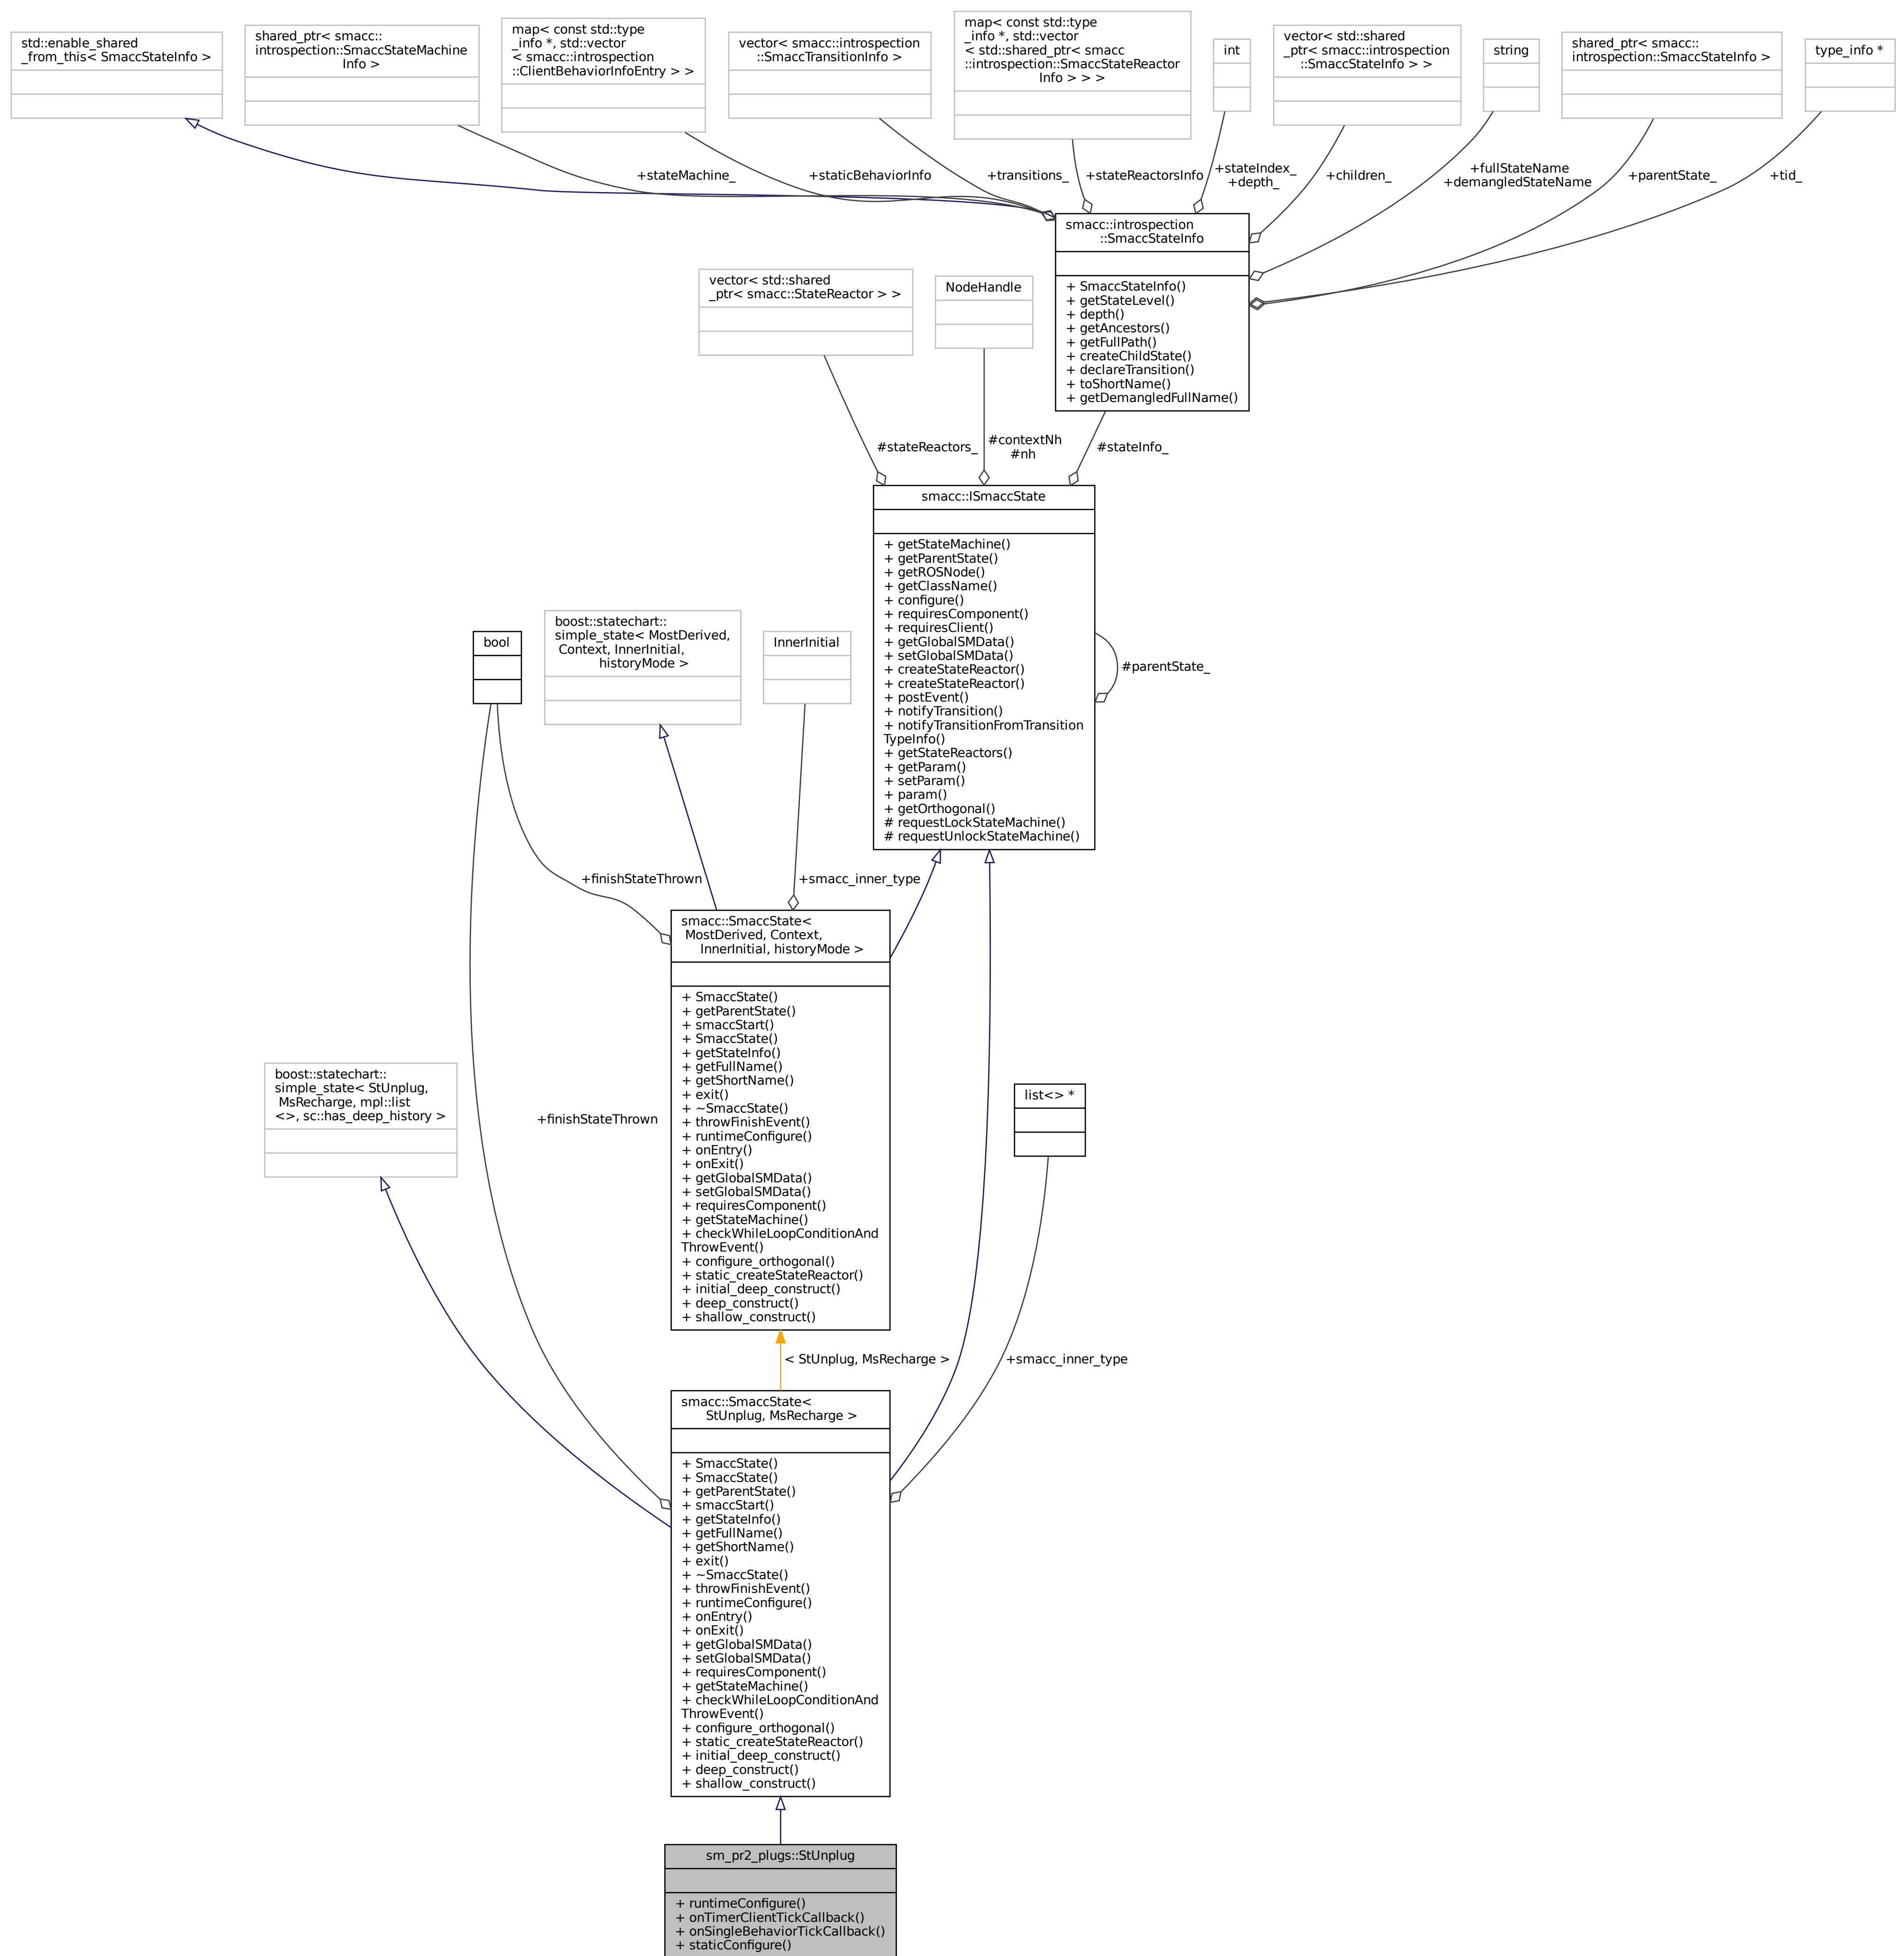 std::enable_shared
_from_this< SmaccStateInfo >
shared_ptr< smacc::
introspection::SmaccStateMachine
Info >
map< const std::type
_info *, std::vector
< smacc::introspection
::ClientBehaviorInfoEntry > >
vector< smacc::introspection
::SmaccTransitionInfo >
map< const std::type
_info *, std::vector
< std::shared_ptr< smacc
::introspection::SmaccStateReactor
Info > > >
int
vector< std::shared
_ptr< smacc::introspection
::SmaccStateInfo > >
string
shared_ptr< smacc::
introspection::SmaccStateInfo >
type_info *
+stateMachine_
+staticBehaviorInfo
+transitions_
+stateReactorsInfo
+stateIndex_
+depth_
+children_
+fullStateName
+demangledStateName
+parentState_
+tid_
smacc::introspection
::SmaccStateInfo
+ SmaccStateInfo()
+ getStateLevel()
+ depth()
+ getAncestors()
+ getFullPath()
+ createChildState()
+ declareTransition()
+ toShortName()
+ getDemangledFullName()
vector< std::shared
_ptr< smacc::StateReactor > >
NodeHandle
#stateReactors_
#contextNh
#nh
#stateInfo_
smacc::ISmaccState
+ getStateMachine()
+ getParentState()
+ getROSNode()
+ getClassName()
+ configure()
+ requiresComponent()
+ requiresClient()
+ getGlobalSMData()
+ setGlobalSMData()
+ createStateReactor()
+ createStateReactor()
+ postEvent()
+ notifyTransition()
+ notifyTransitionFromTransition
TypeInfo()
+ getStateReactors()
+ getParam()
+ setParam()
+ param()
+ getOrthogonal()
# requestLockStateMachine()
# requestUnlockStateMachine()
#parentState_
bool
boost::statechart::
simple_state< MostDerived,
Context, InnerInitial,
historyMode >
InnerInitial
+finishStateThrown
+smacc_inner_type
smacc::SmaccState<
MostDerived, Context,
InnerInitial, historyMode >
+ SmaccState()
+ getParentState()
+ smaccStart()
+ SmaccState()
+ getStateInfo()
+ getFullName()
+ getShortName()
+ exit()
+ ~SmaccState()
+ throwFinishEvent()
+ runtimeConfigure()
+ onEntry()
+ onExit()
+ getGlobalSMData()
+ setGlobalSMData()
+ requiresComponent()
+ getStateMachine()
+ checkWhileLoopConditionAnd
ThrowEvent()
+ configure_orthogonal()
+ static_createStateReactor()
+ initial_deep_construct()
+ deep_construct()
+ shallow_construct()
boost::statechart::
simple_state< StUnplug,
MsRecharge, mpl::list
<>, sc::has_deep_history >
+finishStateThrown
list<> *
< StUnplug, MsRecharge >
+smacc_inner_type
smacc::SmaccState<
StUnplug, MsRecharge >
+ SmaccState()
+ SmaccState()
+ getParentState()
+ smaccStart()
+ getStateInfo()
+ getFullName()
+ getShortName()
+ exit()
+ ~SmaccState()
+ throwFinishEvent()
+ runtimeConfigure()
+ onEntry()
+ onExit()
+ getGlobalSMData()
+ setGlobalSMData()
+ requiresComponent()
+ getStateMachine()
+ checkWhileLoopConditionAnd
ThrowEvent()
+ configure_orthogonal()
+ static_createStateReactor()
+ initial_deep_construct()
+ deep_construct()
+ shallow_construct()
sm_pr2_plugs::StUnplug
+ runtimeConfigure()
+ onTimerClientTickCallback()
+ onSingleBehaviorTickCallback()
+ staticConfigure()